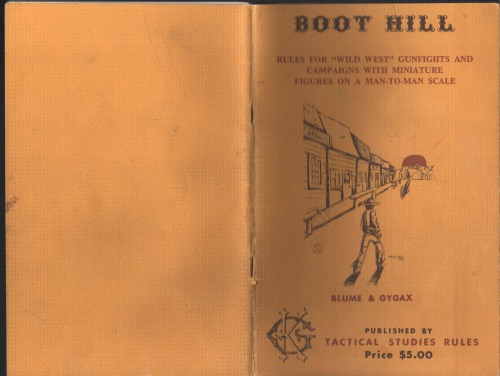 BOOT HILL
RULES FOR "WILD WEST" GUNFIGHTS AND
CAMPAIGNS WITH MINIATURE
FIGURES ON A MAN-TO-MAN SCALE
BLUME & GYGAX
PUBLISHED BY
TACTICAL STUDIES RULES
Price $5.00